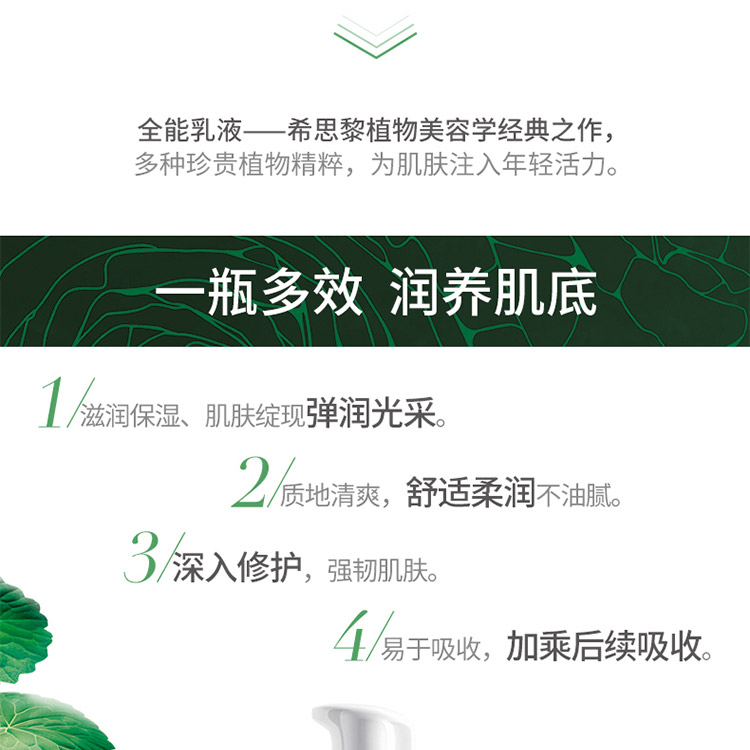 全能乳液——希思黎植物美容学经典之作，
多种珍贵植物精粹，为肌肤注入年轻活力。
一瓶多效 润养肌底
1/滋润保湿、肌肤绽现弹润光采。
2/质地清爽，舒适柔润不油腻。
3/深入修护，强韧肌肤。
4/易于吸收，加乘后续吸收。